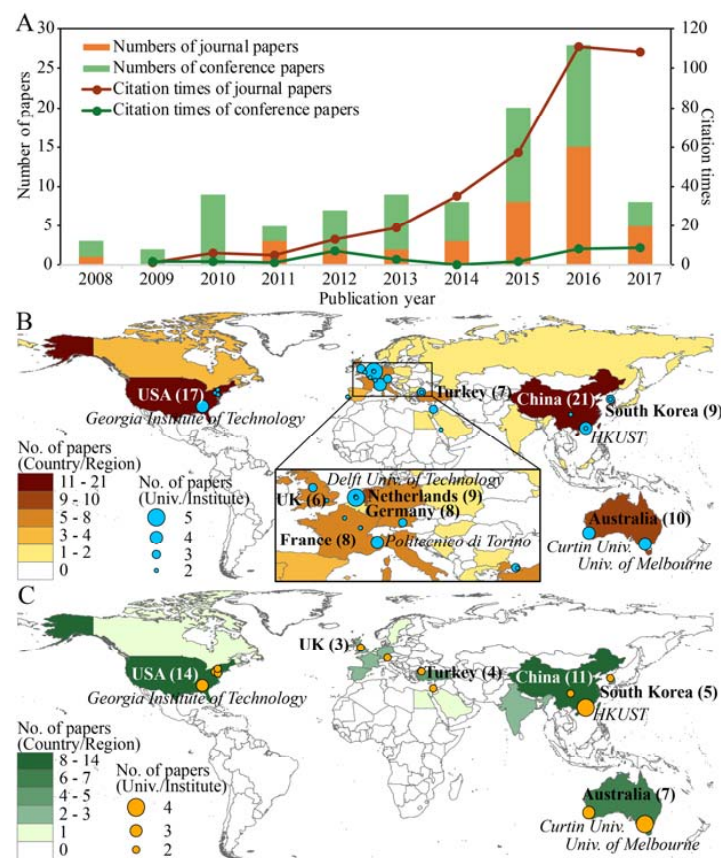 A
Numbers of journal papers
Numbers of conference papers
Citation times of journal papers
Citation times of conference papers
Number of papers
30
25
20
15
10
5
0
Citation times
120
100
80
60
40
20
0
2008 2009 2010 2011 2012 2013 2014 2015 2016 2017
Publication year
B
USA (17)
Georgia Institute of Technology
Turkey (7)
China (21)
South Korea (9)
HKUST
No. of papers
(Country/Region)
11 - 21
9 - 10
5 - 8
3 - 4
1 - 2
0
No. of papers
(Univ./Institute)
5
4
3
2
Delft Univ. of Technology
UK (6)
Netherlands (9)
Germany (8)
France (8)
Politecnico di Torino
Australia (10)
Curtin Univ.
Univ. of Melbourne
C
UK (3)
USA (14)
Georgia Institute of Technology
Turkey (4)
China (11)
South Korea (5)
HKUST
No. of papers
(Country/Region)
8 - 14
6 - 7
4 - 5
2 - 3
1
0
No. of papers
(Univ./Institute)
4
3
2
Australia (7)
Curtin Univ.
Univ. of Melbourne